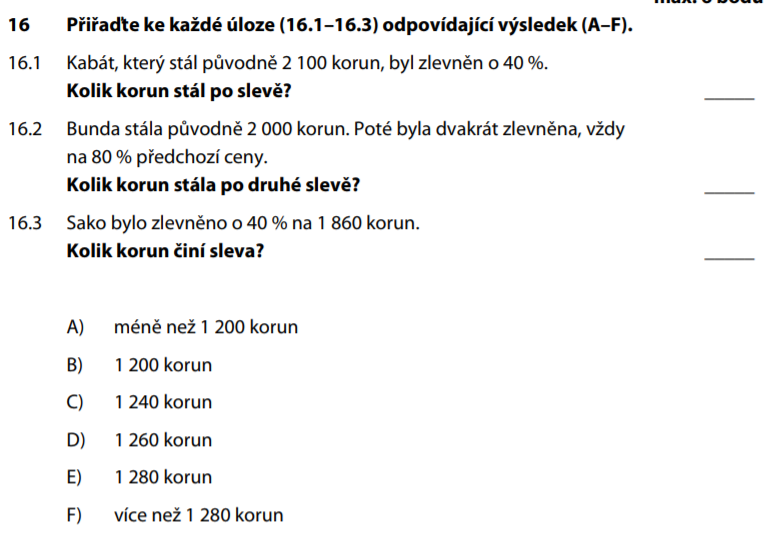 16 Přiřaďte ke každé úloze (16.1–16.3) odpovídající výsledek (A–F).
16.1 Kabát, který stál původně 2 100 korun, byl zlevněn o 40 %.
Kolik korun stál po slevě?
16.2 Bunda stála původně 2 000 korun. Poté byla dvakrát zlevněna, vždy
na 80 % předchozí ceny.
Kolik korun stála po druhé slevě?
16.3 Sako bylo zlevněno o 40 % na 1 860 korun.
Kolik korun činí sleva?
A) méně než 1 200 korun
B) 1 200 korun
C) 1 240 korun
D) 1 260 korun
E) 1 280 korun
F) více než 1 280 korun